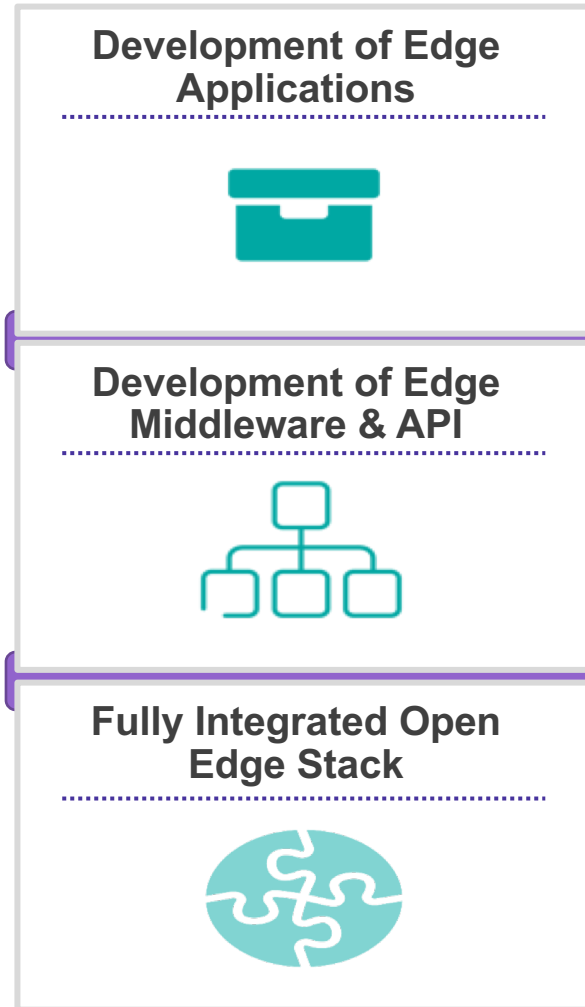 Development of Edge
Applications
Development of Edge
Middleware & API
Fully Integrated Open
Edge Stack